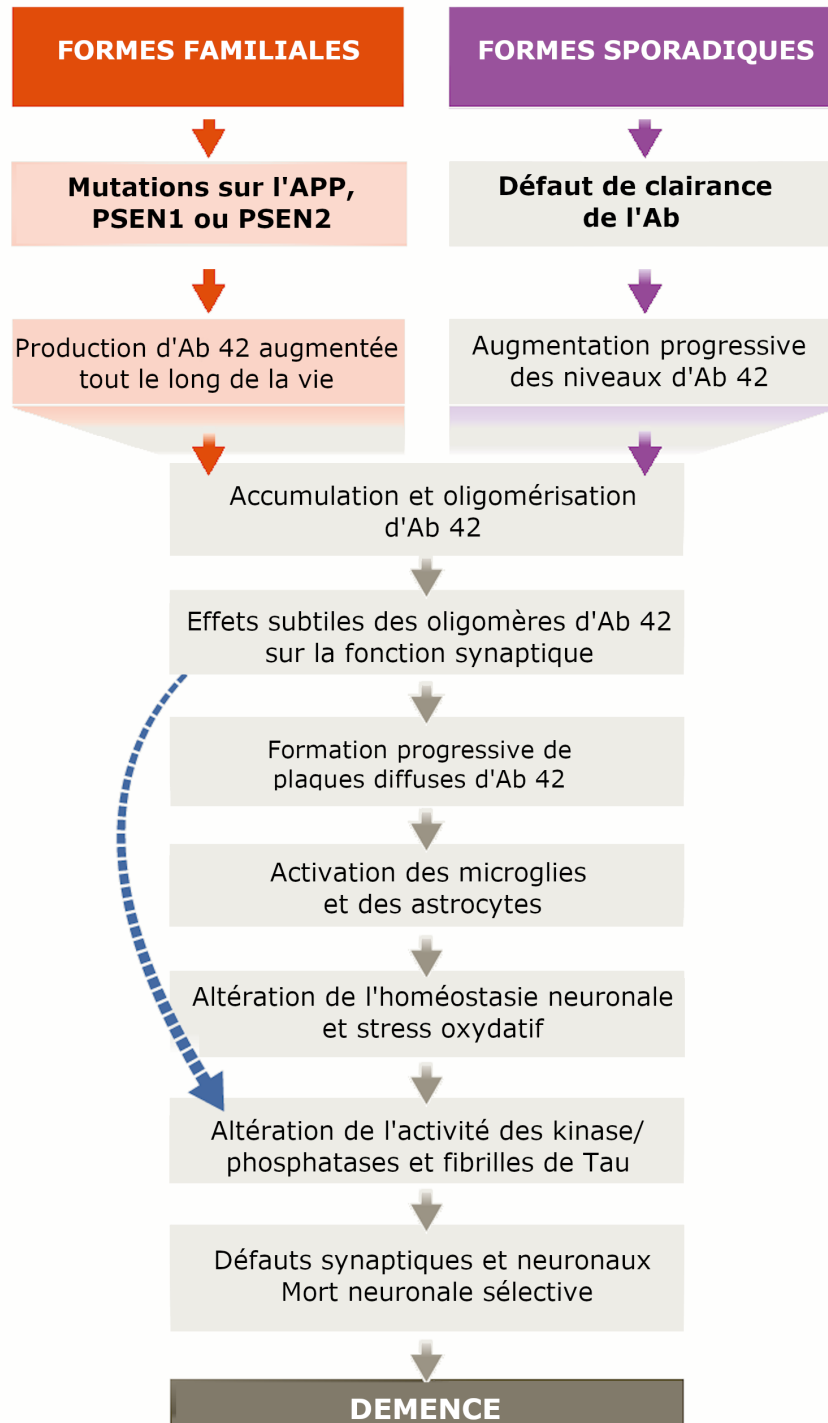 FORMES FAMILIALES
FORMES SPORADIQUES
Mutations sur l'APP,
PSEN1 ou PSEN2
Défaut de clairance
de l'Ab
Production d'Ab 42 augmentée
tout le long de la vie
Augmentation progressive
des niveaux d'Ab 42
Accumulation et oligomérisation
d'Ab 42
Effets subtiles des oligomères d'Ab 42
sur la fonction synaptique
Formation progressive de
plaques diffuses d'Ab 42
Activation des microglies
et des astrocytes
Altération de l'homéostasie neuronale
et stress oxydatif
Altération de l'activité des kinase/
phosphatases et fibrilles de Tau
Défauts synaptiques et neuronaux
Mort neuronale sélective
DEMENCE